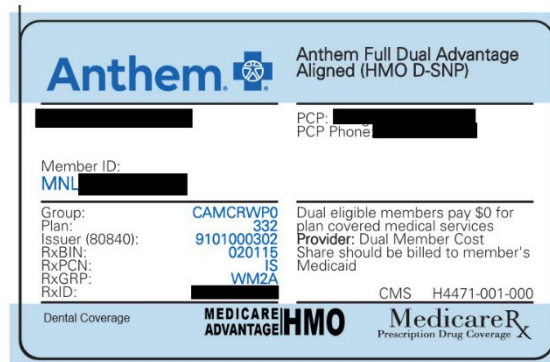 Anthem.
Anthem Full Dual Advantage
Aligned (HMO D-SNP)
PCP:
PCP Phone:
Member ID:
MNL
Group: CAMCRWP0
Plan: 332
Issuer (80840): 9101000302
RxBIN: 020115
RxPCN: IS
RxGRP: WM2A
RxID:
Dual eligible members pay $0 for
plan covered medical services
Provider: Dual Member Cost
Share should be billed to member's
Medicaid
CMS H4471-001-000
Dental Coverage
MEDICARE
ADVANTAGE HMO
MedicareRx
Prescription Drug Coverage